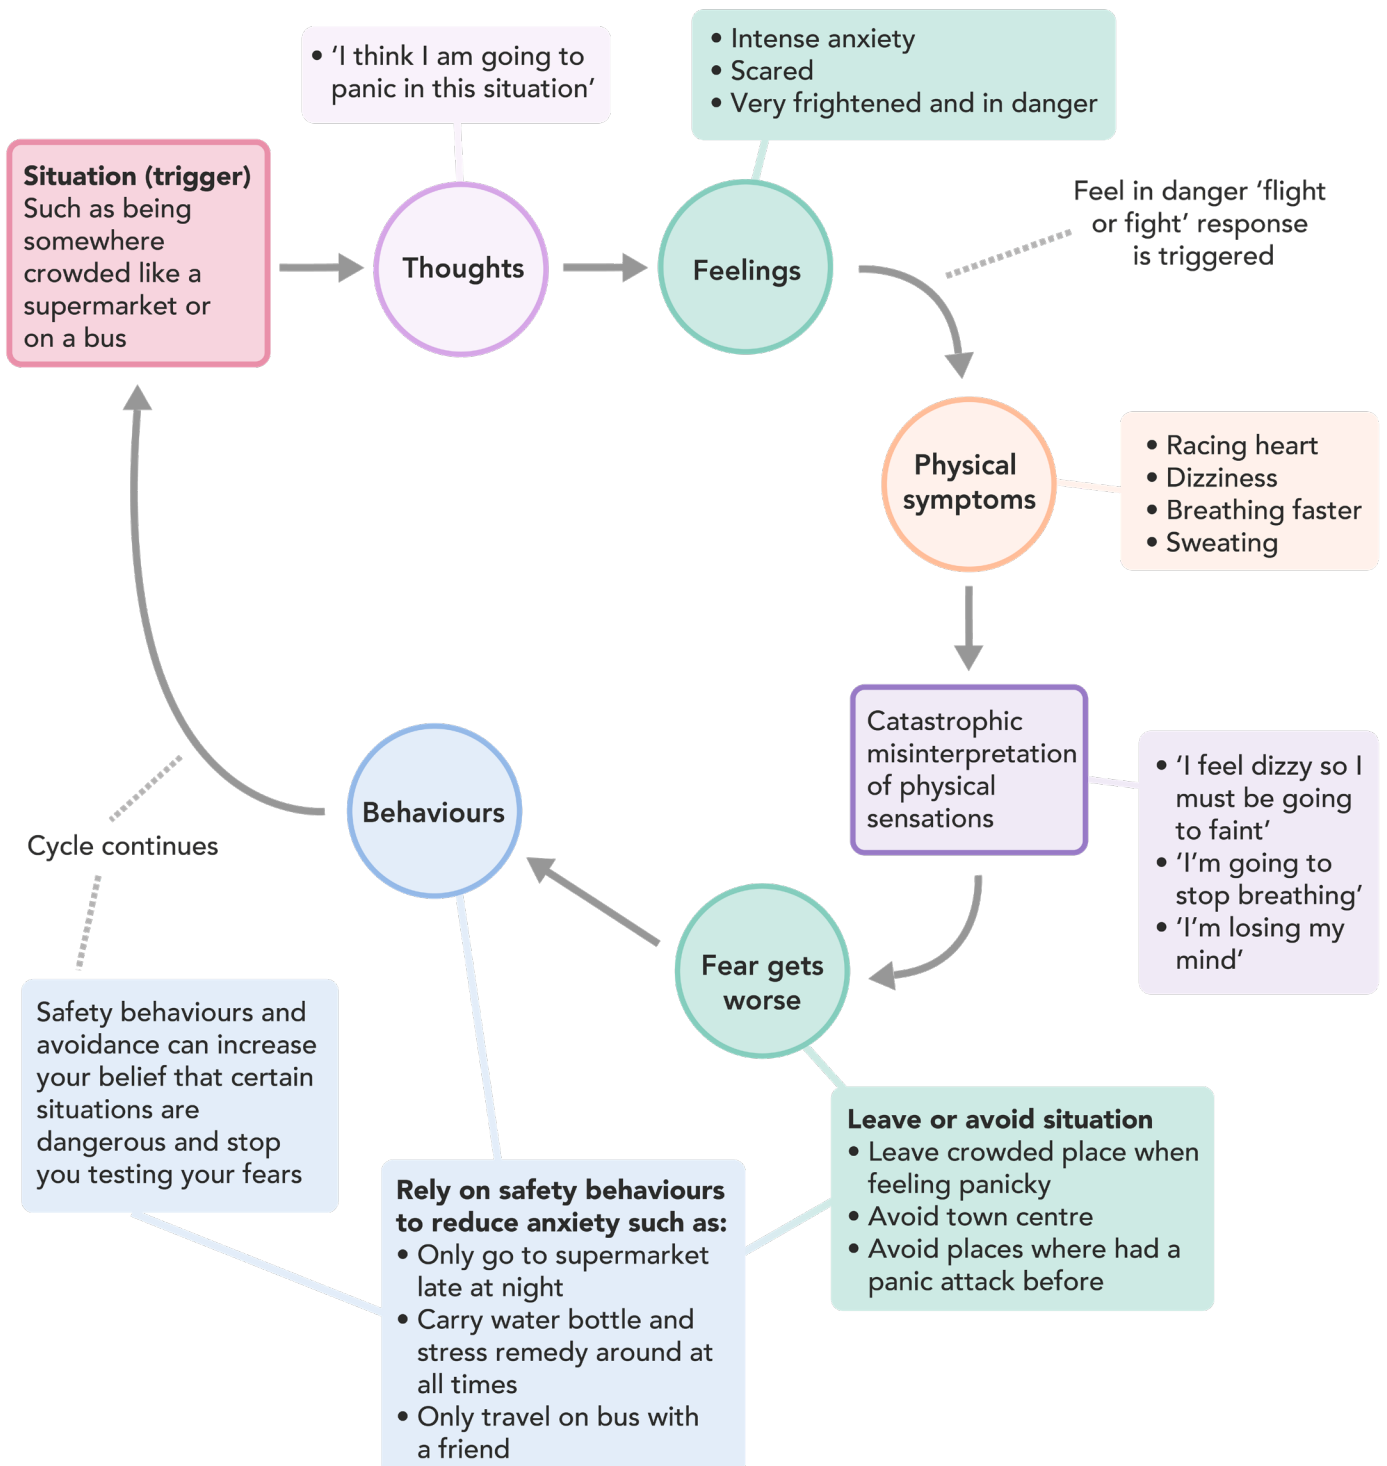 • ‘I think I am going to
panic in this situation’
• Intense anxiety
• Scared
• Very frightened and in danger
Situation (trigger)
Such as being
somewhere
crowded like a
supermarket or
on a bus
Thoughts
Feelings
Feel in danger ‘flight
or fight’ response
is triggered
Physical
symptoms
• Racing heart
• Dizziness
• Breathing faster
• Sweating
Catastrophic
misinterpretation
of physical
sensations
• ‘I feel dizzy so I
must be going
to faint’
• ‘I’m going to
stop breathing’
• ‘I’m losing my
mind’
Fear gets
worse
Leave or avoid situation
• Leave crowded place when
feeling panicky
• Avoid town centre
• Avoid places where had a
panic attack before
Behaviours
Rely on safety behaviours
to reduce anxiety such as:
• Only go to supermarket
late at night
• Carry water bottle and
stress remedy around at
all times
• Only travel on bus with
a friend
Cycle continues
Safety behaviours and
avoidance can increase
your belief that certain
situations are
dangerous and stop
you testing your fears